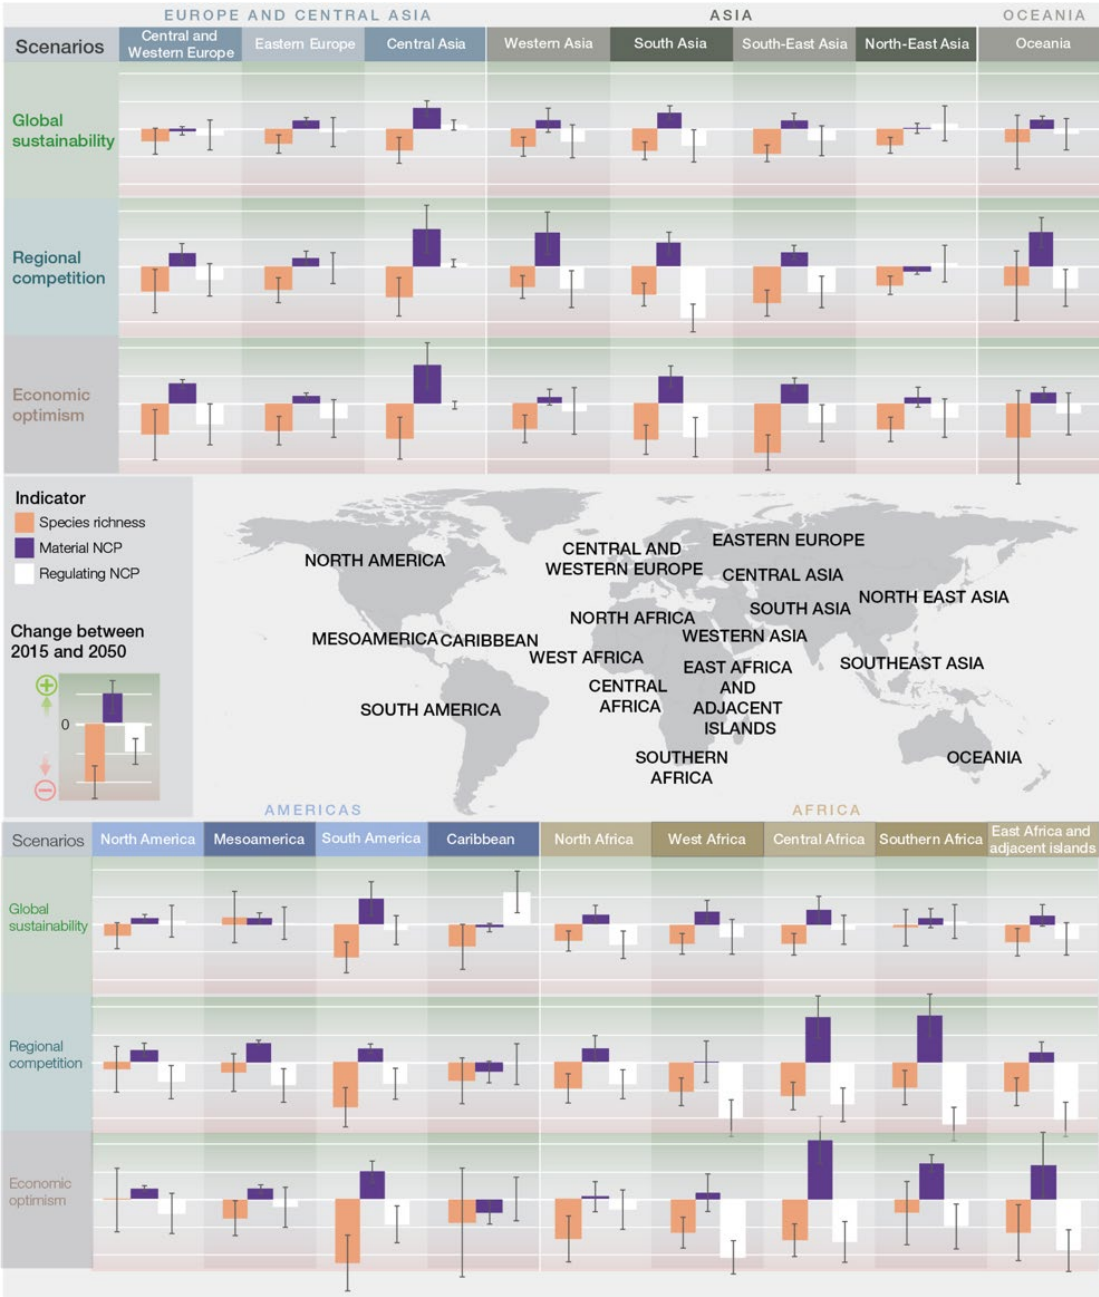 EUROPE AND CENTRAL ASIA
ASIA
OCEANIA
Scenarios
Central and
Western Europe
Eastern Europe
Central Asia
Western Asia
South Asia
South-East Asia
North-East Asia
Oceania
Global
sustainability
Regional
competition
Economic
optimism
Indicator
Species richness
Material NCP
Regulating NCP
Change between
2015 and 2050
+
0
−
NORTH AMERICA
CENTRAL AND
WESTERN EUROPE
EASTERN EUROPE
CENTRAL ASIA
NORTH EAST ASIA
SOUTH ASIA
NORTH AFRICA
WESTERN ASIA
MESOAMERICA
CARIBBEAN
WEST AFRICA
EAST AFRICA
AND
ADJACENT
ISLANDS
SOUTHEAST ASIA
CENTRAL
AFRICA
SOUTH AMERICA
SOUTHERN
AFRICA
OCEANIA
AMERICAS
AFRICA
Scenarios
North America
Mesoamerica
South America
Caribbean
North Africa
West Africa
Central Africa
Southern Africa
East Africa and
adjacent islands
Global
sustainability
Regional
competition
Economic
optimism